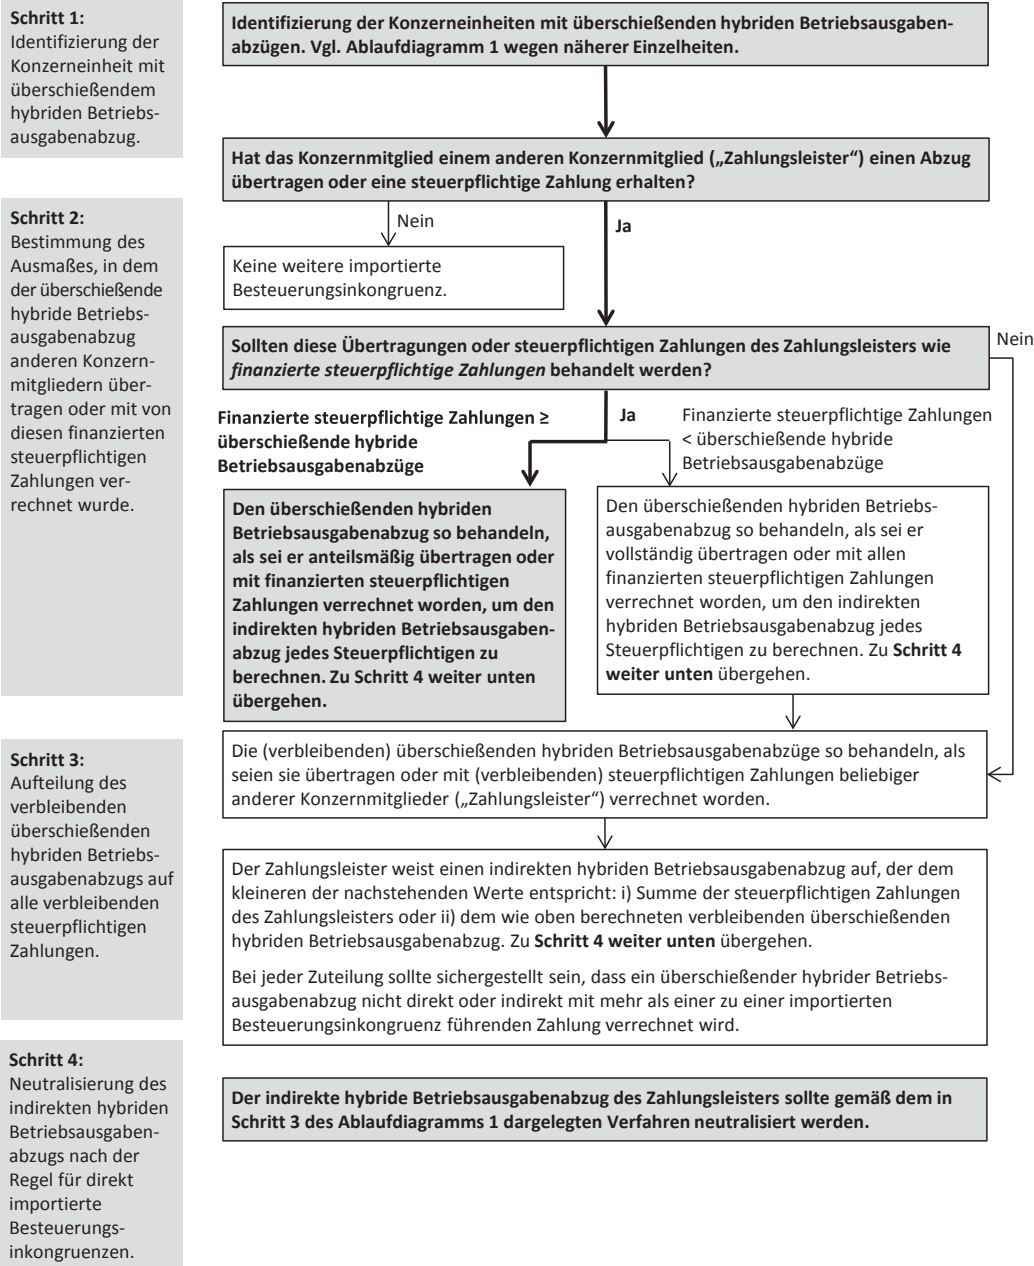 Schritt 1:
Identifizierung der
Konzerneinheit mit
überschießendem
hybriden Betriebs-
ausgabenabzug.
Identifizierung der Konzerneinheiten mit überschießenden hybriden Betriebsausgaben-
abzügen. Vgl. Ablaufdiagramm 1 wegen näherer Einzelheiten.
Hat das Konzernmitglied einem anderen Konzernmitglied („Zahlungsleister“) einen Abzug
übertragen oder eine steuerpflichtige Zahlung erhalten?
Schritt 2:
Bestimmung des
Ausmaßes, in dem
der überschießende
hybride Betriebs-
ausgabenabzug
anderen Konzern-
mitgliedern über-
tragen oder mit von
diesen finanzierten
steuerpflichtigen
Zahlungen ver-
rechnet wurde.
Nein
Ja
Keine weitere importierte
Besteuerungsinkongruenz.
Sollten diese Übertragungen oder steuerpflichtigen Zahlungen des Zahlungsleisters wie
finanzierte steuerpflichtige Zahlungen behandelt werden?
Nein
Finanzierte steuerpflichtige Zahlungen ≥
überschießende hybride
Betriebsausgabenabzüge
Ja
Finanzierte steuerpflichtige Zahlungen
< überschießende hybride
Betriebsausgabenabzüge
Den überschießenden hybriden
Betriebsausgabenabzug so behandeln,
als sei er anteilsmäßig übertragen oder
mit finanzierten steuerpflichtigen
Zahlungen verrechnet worden, um den
indirekten hybriden Betriebsausgaben-
abzug jedes Steuerpflichtigen zu
berechnen. Zu Schritt 4 weiter unten
übergehen.
Den überschießenden hybriden Betriebs-
ausgabenabzug so behandeln, als sei er
vollständig übertragen oder mit allen
finanzierten steuerpflichtigen Zahlungen
verrechnet worden, um den indirekten
hybriden Betriebsausgabenabzug jedes
Steuerpflichtigen zu berechnen. Zu Schritt 4
weiter unten übergehen.
Schritt 3:
Aufteilung des
verbleibenden
überschießenden
hybriden Betriebs-
ausgabenabzugs auf
alle verbleibenden
steuerpflichtigen
Zahlungen.
Die (verbleibenden) überschießenden hybriden Betriebsausgabenabzüge so behandeln, als
seien sie übertragen oder mit (verbleibenden) steuerpflichtigen Zahlungen beliebiger
anderer Konzernmitglieder („Zahlungsleister“) verrechnet worden.
Der Zahlungsleister weist einen indirekten hybriden Betriebsausgabenabzug auf, der dem
kleineren der nachstehenden Werte entspricht: i) Summe der steuerpflichtigen Zahlungen
des Zahlungsleisters oder ii) dem wie oben berechneten verbleibenden überschießenden
hybriden Betriebsausgabenabzug. Zu Schritt 4 weiter unten übergehen.
Bei jeder Zuteilung sollte sichergestellt sein, dass ein überschießender hybrider Betriebs-
ausgabenabzug nicht direkt oder indirekt mit mehr als einer zu einer importierten
Besteuerungsinkongruenz führenden Zahlung verrechnet wird.
Schritt 4:
Neutralisierung des
indirekten hybriden
Betriebsausgaben-
abzugs nach der
Regel für direkt
importierte
Besteuerungs-
inkongruenzen.
Der indirekte hybride Betriebsausgabenabzug des Zahlungsleisters sollte gemäß dem in
Schritt 3 des Ablaufdiagramms 1 dargelegten Verfahren neutralisiert werden.